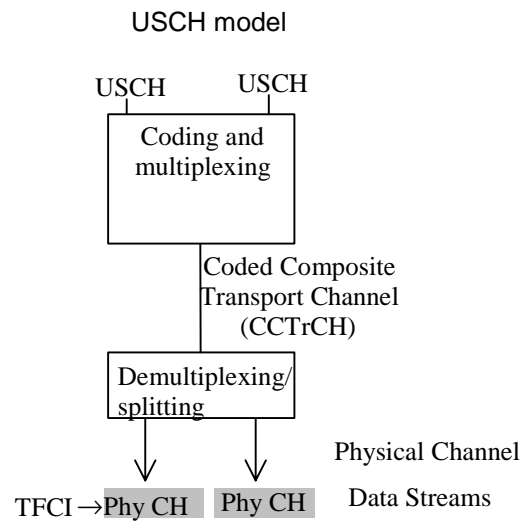 USCH model
USCH USCH
Coding and
multiplexing
Coded Composite
Transport Channel
(CCTrCH)
Demultiplexing/
splitting
Physical Channel
Data Streams
TFCI → Phy CH Phy CH